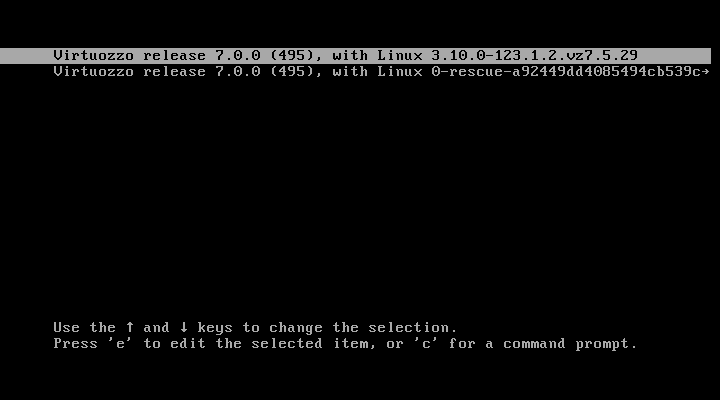 Virtuozzo release 7.0.0 (495), with Linux 3.10.0-123.1.2.vz7.5.29
Virtuozzo release 7.0.0 (495), with Linux 0-rescue-a92449dd4085494cb539c→
Use the ↑ and ↓ keys to change the selection.
Press 'e' to edit the selected item, or 'c' for a command prompt.